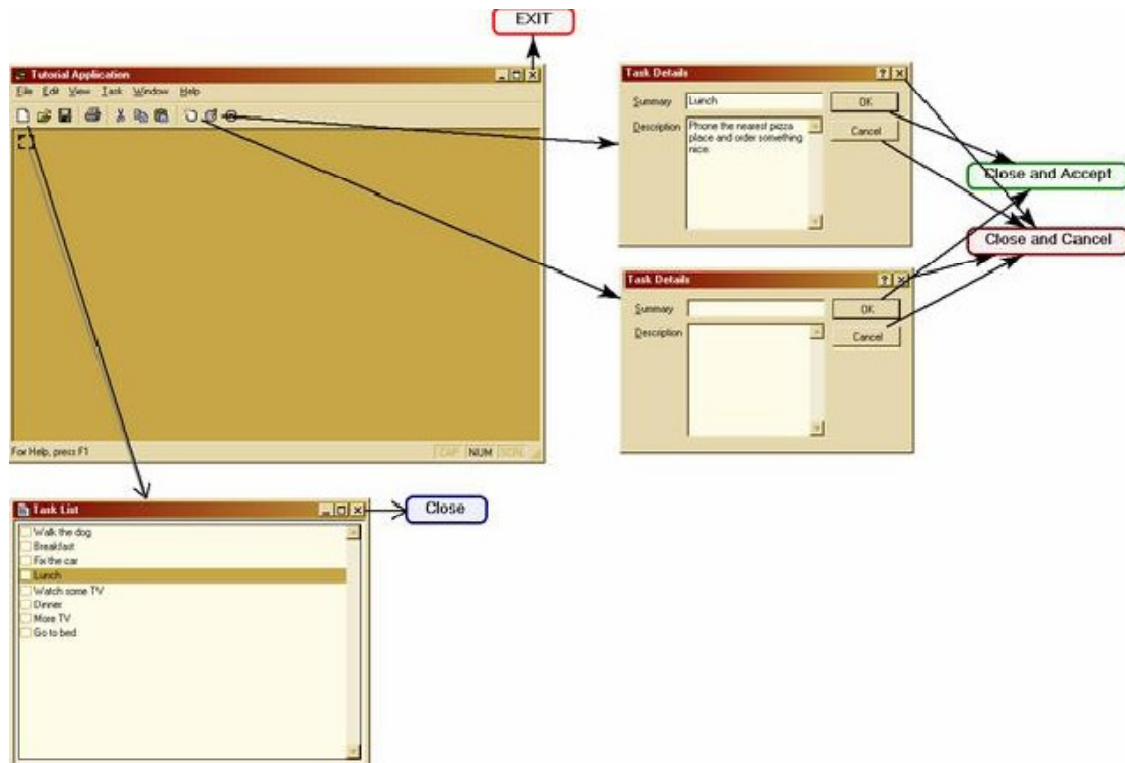 EXIT
Tutorial Application
File Edit View Task Window Help
For Help, press F1
CAP NUM SCRL
Task Details
Summary Lunch
OK
Description Phone the nearest pizza
place and order something
nice.
Cancel
Close and Accept
Close and Cancel
Task Details
Summary
OK
Description
Cancel
Task List
Close
Walk the dog
Breakfast
Fix the car
Lunch
Watch some TV
Dinner
More TV
Go to bed